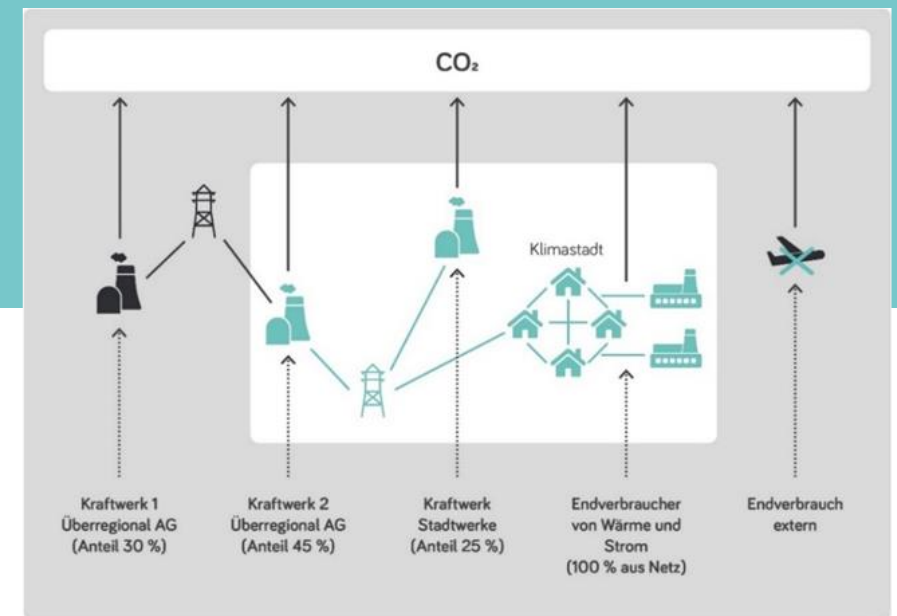 CO₂
Klimastadt
Kraftwerk 1
Überregional AG
(Anteil 30 %)
Kraftwerk 2
Überregional AG
(Anteil 45 %)
Kraftwerk
Stadtwerke
(Anteil 25 %)
Endverbraucher
von Wärme und
Strom
(100 % aus Netz)
Endverbrauch
extern